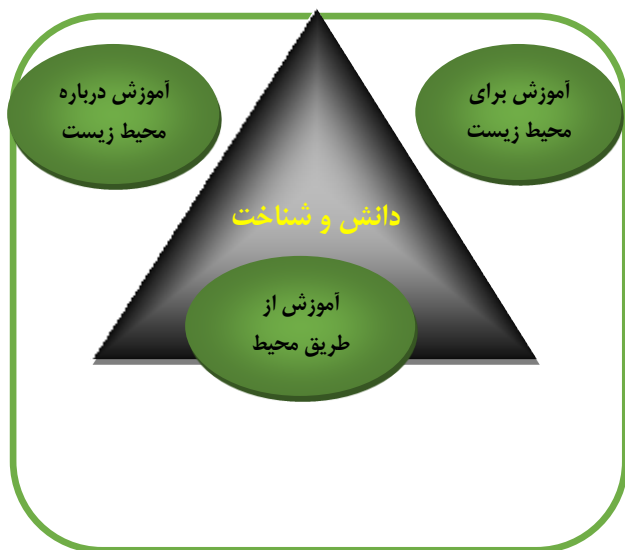 آموزش برای
محیط زیست
آموزش درباره
محیط زیست
دانش و شناخت
آموزش از
طریق محیط